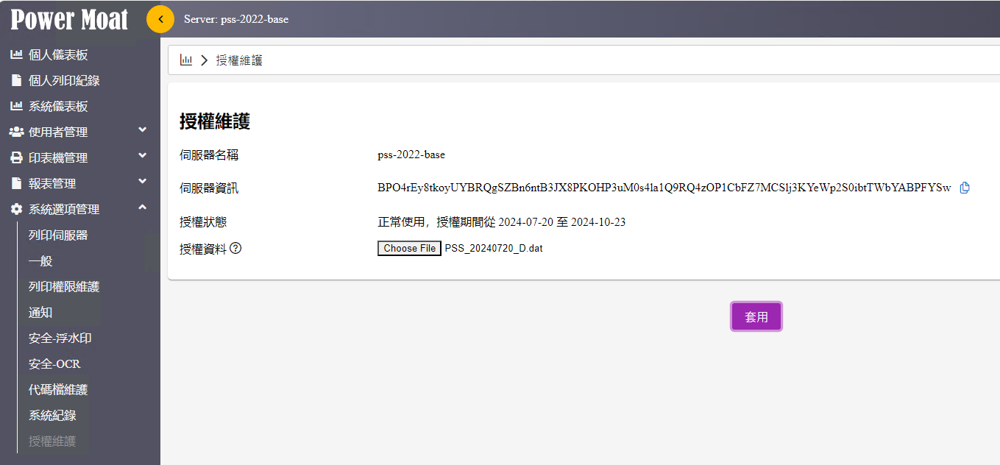 Power Moat
Server: pss-2022-base
個人儀表板
個人列印紀錄
系統儀表板
使用者管理
印表機管理
報表管理
系統選項管理
列印伺服器
一般
列印權限維護
通知
安全-浮水印
安全-OCR
代碼檔維護
系統紀錄
授權維護
授權維護
授權維護
伺服器名稱 pss-2022-base
伺服器資訊 BPO4rEy8tkoyUYBRQgSZBn6ntB3JX8PKOHP3uM0s4la1Q9RQ4zOP1CbFZ7MCSlj3KYeWp2S0ibtTWbYABPFYSw
授權狀態 正常使用，授權期間從 2024-07-20 至 2024-10-23
授權資料 Choose File PSS_20240720_D.dat
套用